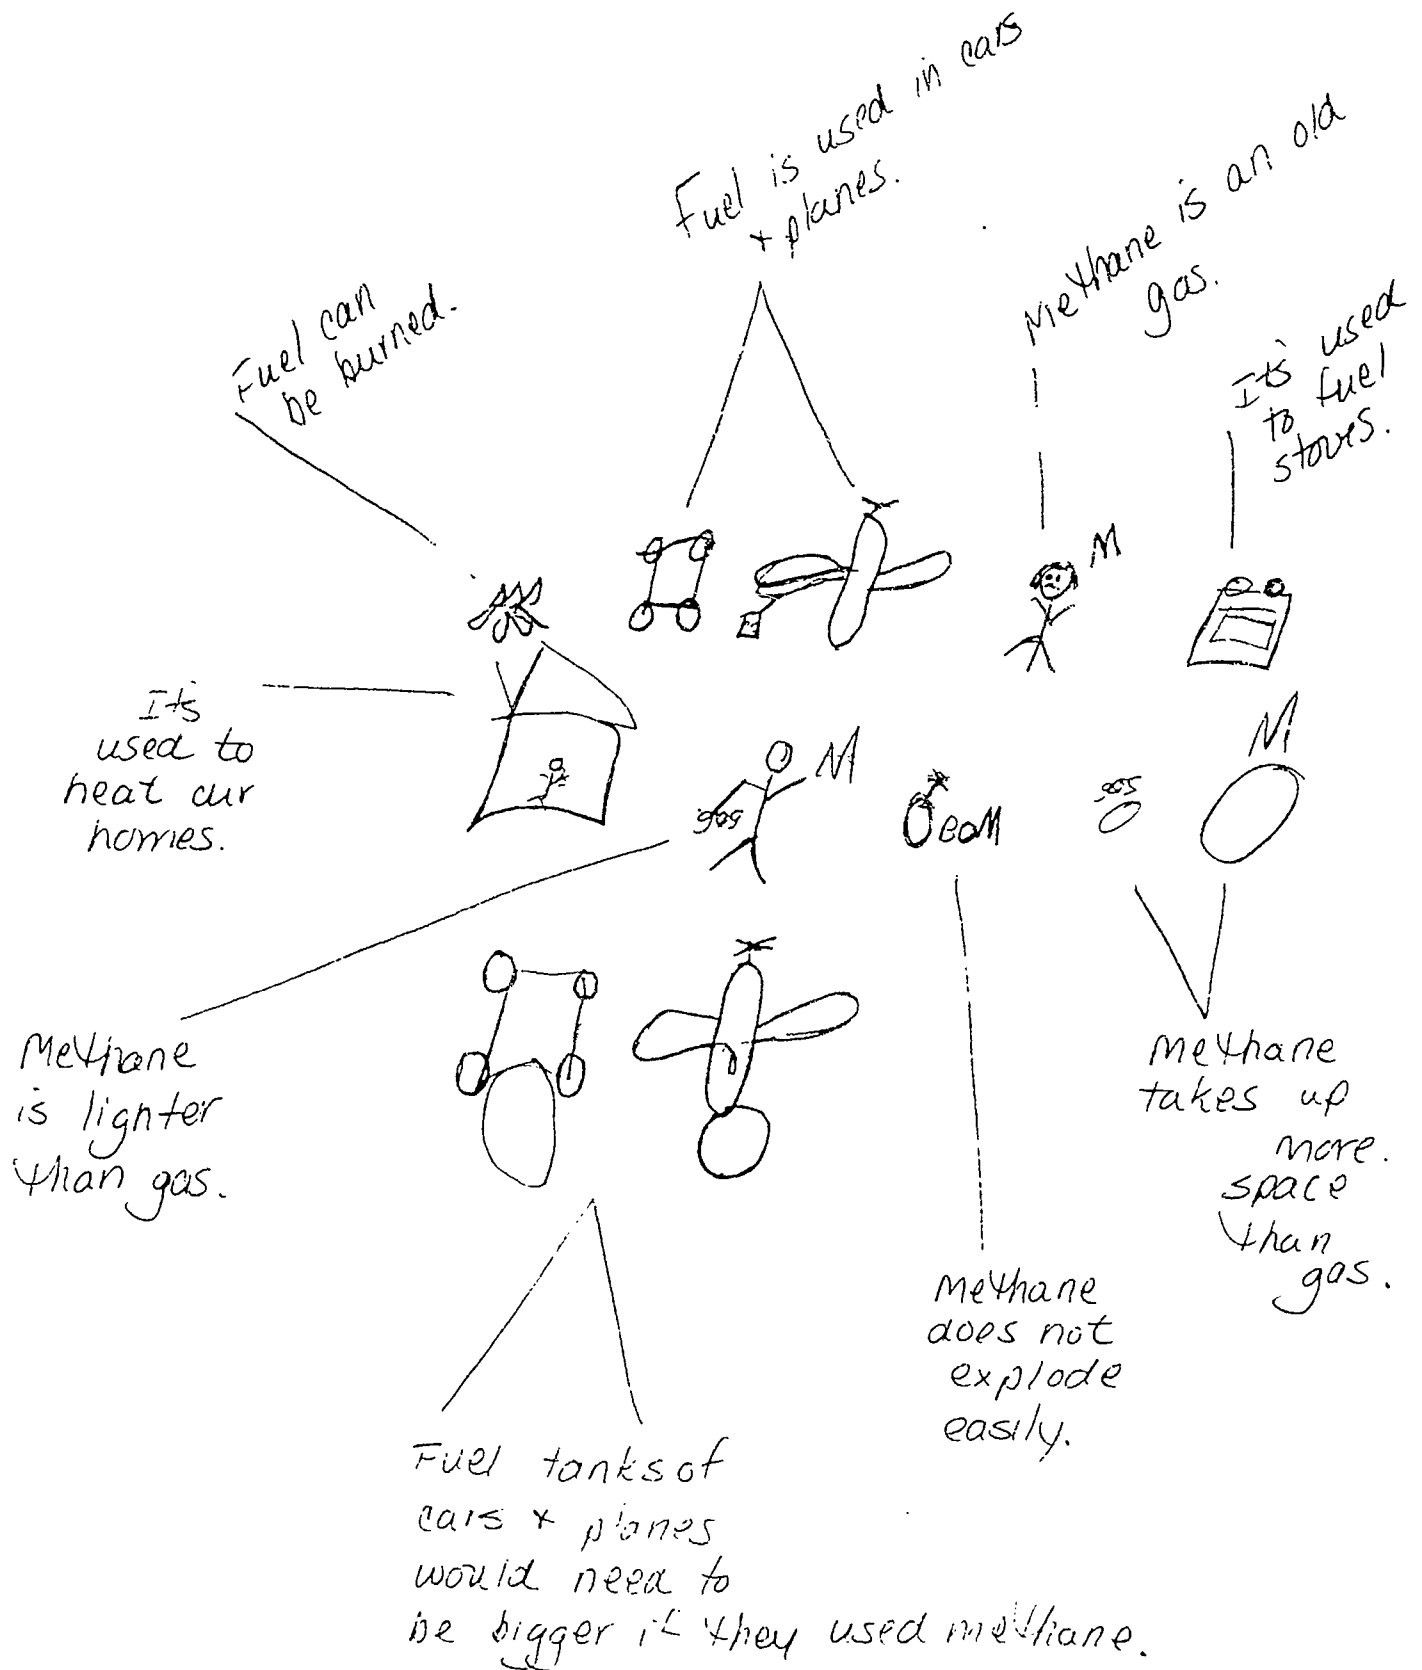 Fuel is used in cars
+ planes.
Methane is an old
gas.
Fuel can
be burned.
It's used
to fuel
stoves.
M
It's
used to
heat our
homes.
M
gas
M
gas
M
Methane
is lighter
than gas.
Methane
takes up
more.
space
than
gas.
Methane
does not
explode
easily.
Fuel tanks of
cars + planes
would need to
be bigger if they used methane.